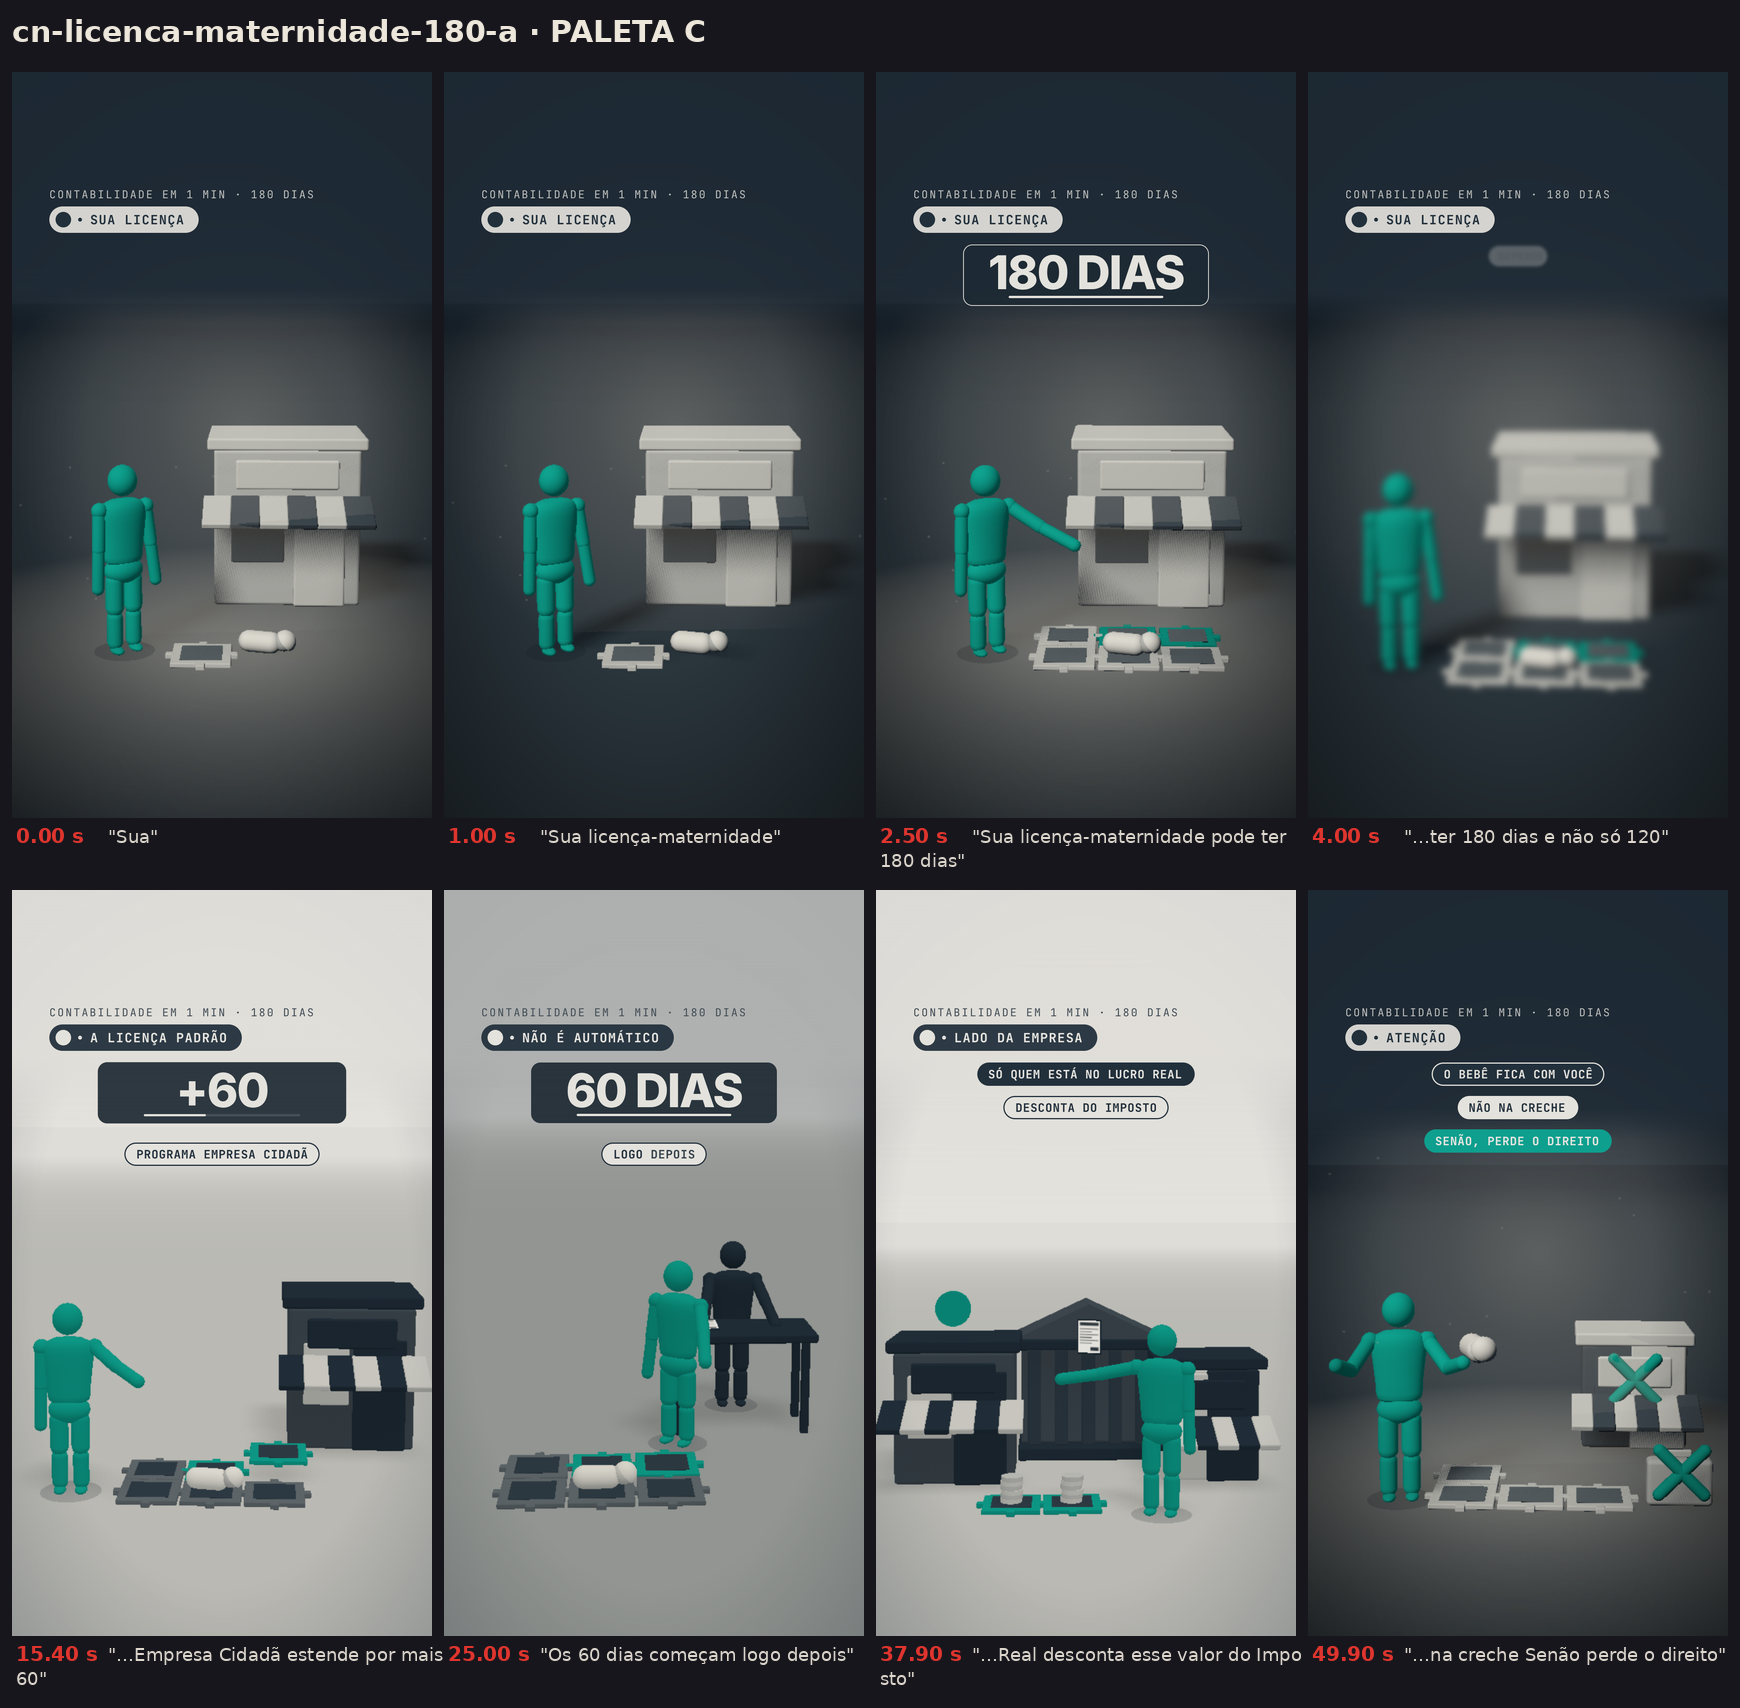 cn-licenca-maternidade-180-a · PALETA C
CONTABILIDADE EM 1 MIN · 180 DIAS
• SUA LICENÇA
0.00 s "Sua"
CONTABILIDADE EM 1 MIN · 180 DIAS
• SUA LICENÇA
1.00 s "Sua licença-maternidade"
CONTABILIDADE EM 1 MIN · 180 DIAS
• SUA LICENÇA
180 DIAS
2.50 s "Sua licença-maternidade pode ter
180 dias"
CONTABILIDADE EM 1 MIN · 180 DIAS
• SUA LICENÇA
4.00 s "...ter 180 dias e não só 120"
CONTABILIDADE EM 1 MIN · 180 DIAS
• A LICENÇA PADRÃO
+60
PROGRAMA EMPRESA CIDADÃ
15.40 s "...Empresa Cidadã estende por mais
60"
CONTABILIDADE EM 1 MIN · 180 DIAS
• NÃO É AUTOMÁTICO
60 DIAS
LOGO DEPOIS
25.00 s "Os 60 dias começam logo depois"
CONTABILIDADE EM 1 MIN · 180 DIAS
• LADO DA EMPRESA
SÓ QUEM ESTÁ NO LUCRO REAL
DESCONTA DO IMPOSTO
37.90 s "...Real desconta esse valor do Impo
sto"
CONTABILIDADE EM 1 MIN · 180 DIAS
• ATENÇÃO
O BEBÊ FICA COM VOCÊ
NÃO NA CRECHE
SENÃO, PERDE O DIREITO
49.90 s "...na creche Senão perde o direito"